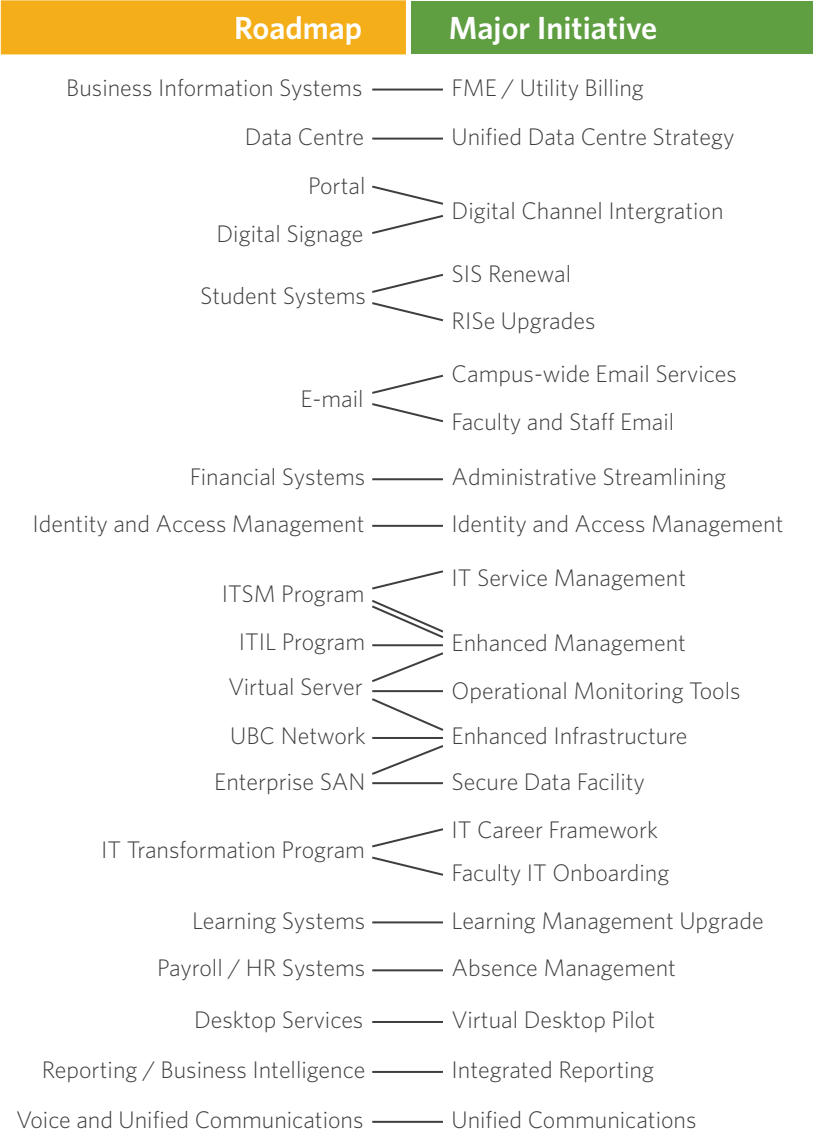 Roadmap Major Initiative
Business Information Systems FME / Utility Billing
Data Centre Unified Data Centre Strategy
Portal
Digital Channel Intergration
Digital Signage
SIS Renewal
Student Systems
RISe Upgrades
Campus-wide Email Services
E-mail
Faculty and Staff Email
Financial Systems Administrative Streamlining
Identity and Access Management Identity and Access Management
IT Service Management
ITSM Program
ITIL Program Enhanced Management
Virtual Server Operational Monitoring Tools
UBC Network Enhanced Infrastructure
Enterprise SAN Secure Data Facility
IT Career Framework
IT Transformation Program
Faculty IT Onboarding
Learning Systems Learning Management Upgrade
Payroll / HR Systems Absence Management
Desktop Services Virtual Desktop Pilot
Reporting / Business Intelligence Integrated Reporting
Voice and Unified Communications Unified Communications